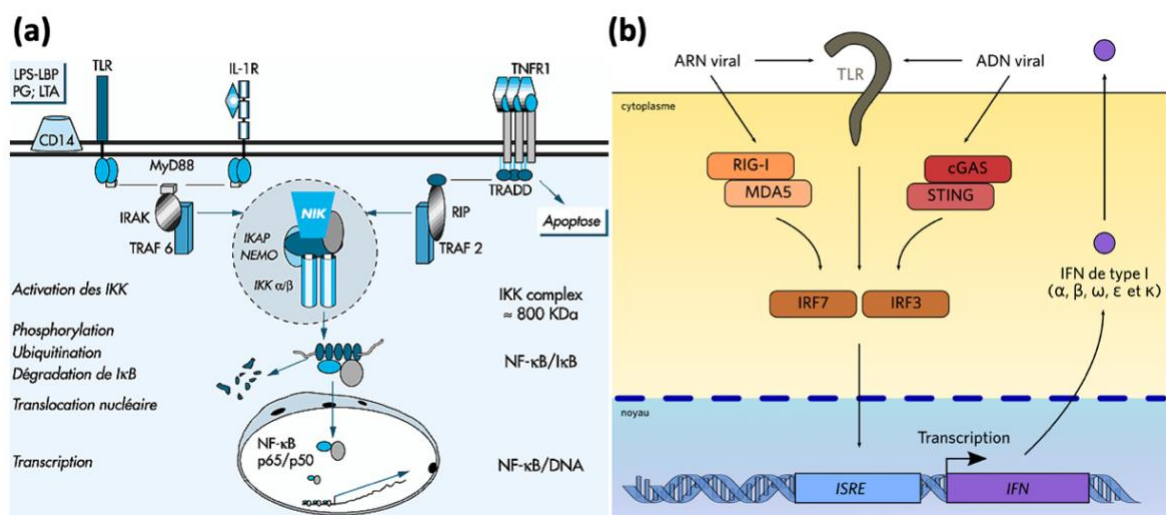 (a)
LPS-LBP
PG; LTA
TLR
IL-1R
TNFR1
CD14
MyD88
TRADD
IRAK
TRAF 6
NIK
IKAP
NEMO
IKK α/β
RIP
TRAF 2
Apoptose
Activation des IKK
IKK complex
≈ 800 KDa
Phosphorylation
Ubiquitination
Dégradation de IκB
NF-κB/IκB
Translocation nucléaire
NF-κB
p65/p50
Transcription
NF-κB/DNA
(b)
ARN viral
TLR
ADN viral
cytoplasme
RIG-I
MDA5
cGAS
STING
IRF7
IRF3
IFN de type I
(α, β, ω, ε et κ)
noyau
Transcription
ISRE
IFN